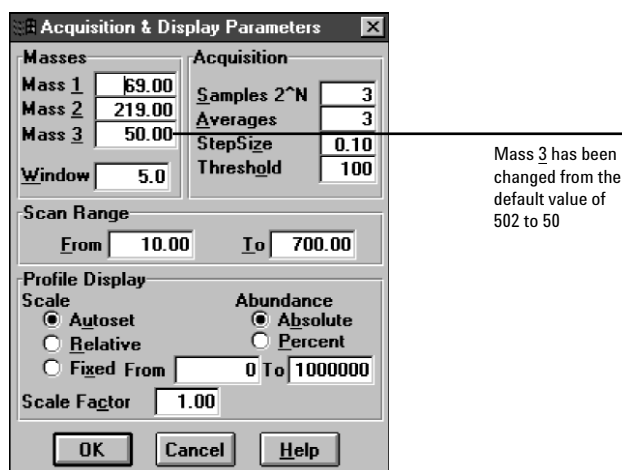 Acquisition & Display Parameters
Masses
Mass 1 69.00
Mass 2 219.00
Mass 3 50.00
Window 5.0
Acquisition
Samples 2^N 3
Averages 3
StepSize 0.10
Threshold 100
Mass 3 has been
changed from the
default value of
502 to 50
Scan Range
From 10.00 To 700.00
Profile Display
Scale
Autoset
Relative
Fixed From 0 To 1000000
Abundance
Absolute
Percent
Scale Factor 1.00
OK Cancel Help